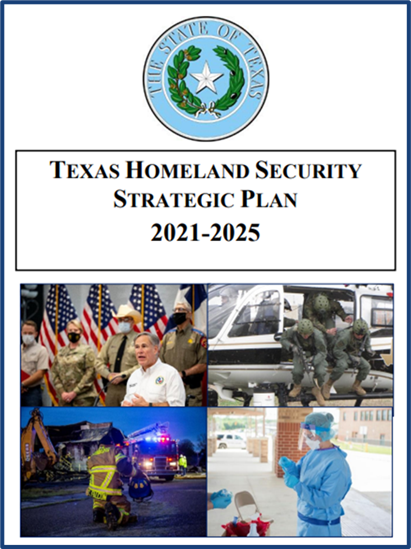 THE STATE OF TEXAS
TEXAS HOMELAND SECURITY
STRATEGIC PLAN
2021-2025